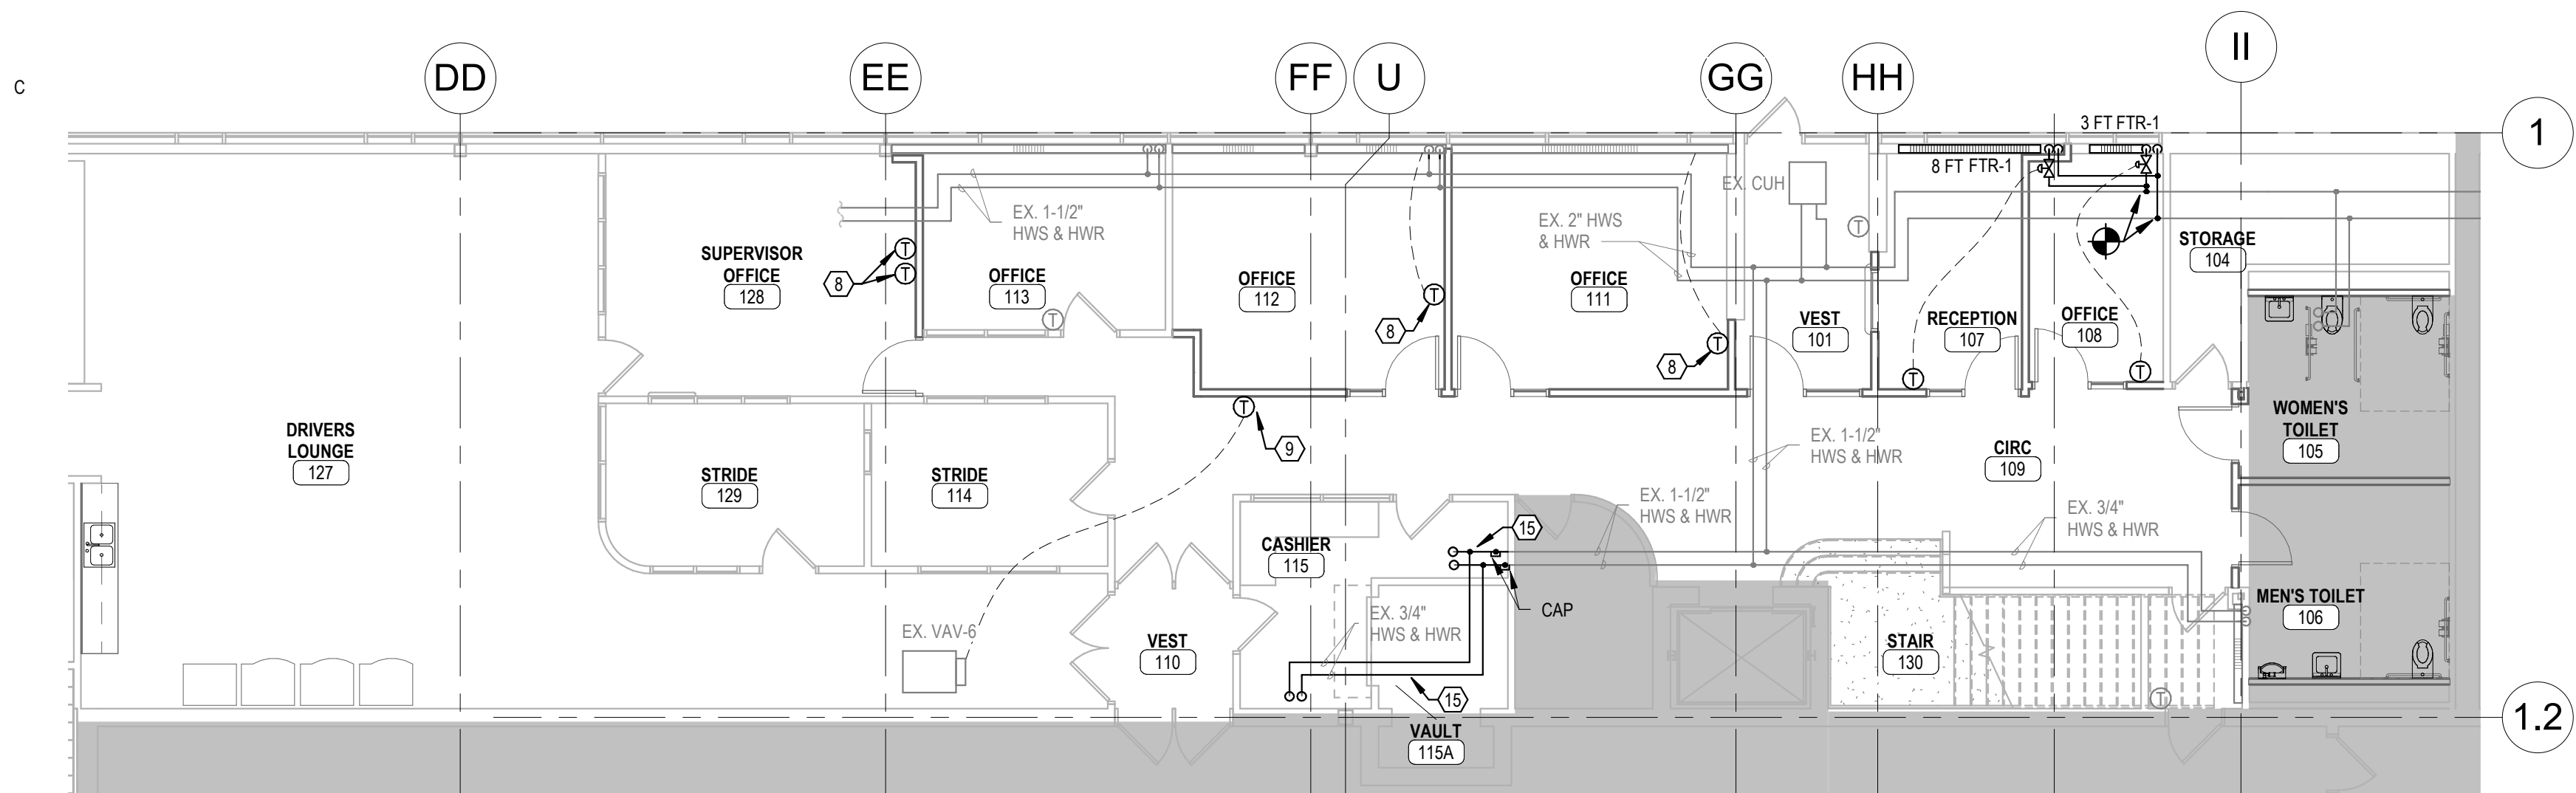 C
DD
EE
FF
U
GG
HH
II
1
3 FT FTR-1
8 FT FTR-1
EX. CUH
EX. 1-1/2"
HWS & HWR
EX. 2" HWS
& HWR
SUPERVISOR
OFFICE
128
8
T
T
OFFICE
113
T
OFFICE
112
T
8
OFFICE
111
T
8
T
VEST
101
RECEPTION
107
T
OFFICE
108
T
STORAGE
104
DRIVERS
LOUNGE
127
STRIDE
129
STRIDE
114
T
9
EX. 1-1/2"
HWS & HWR
CIRC
109
WOMEN'S
TOILET
105
EX. 1-1/2"
HWS & HWR
EX. 3/4"
HWS & HWR
CASHIER
115
15
CAP
EX. 3/4"
HWS & HWR
EX. VAV-6
VEST
110
15
VAULT
115A
STAIR
130
T
MEN'S TOILET
106
1.2